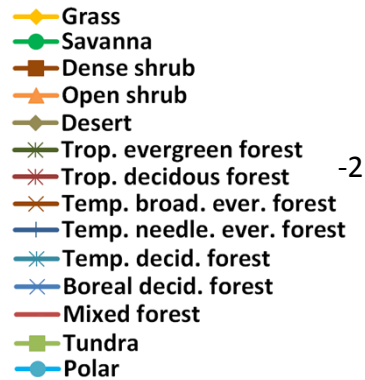 Grass
Savanna
Dense shrub
Open shrub
Desert
Trop. evergreen forest
Trop. decidous forest
-2
Temp. broad. ever. forest
Temp. needle. ever. forest
Temp. decid. forest
Boreal decid. forest
Mixed forest
Tundra
Polar